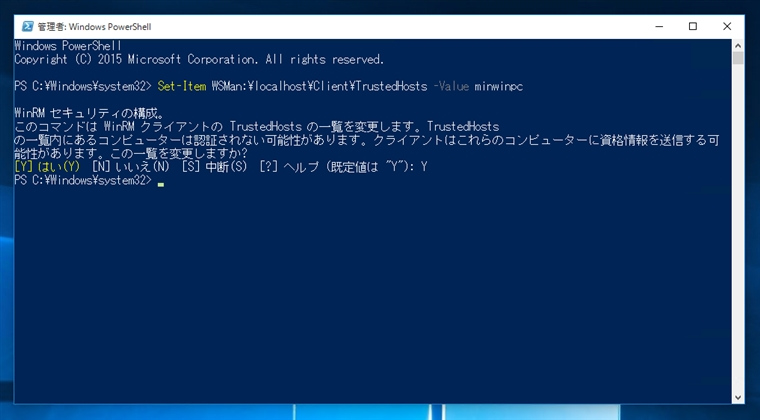 管理者: Windows PowerShell
Windows PowerShell
Copyright (C) 2015 Microsoft Corporation. All rights reserved.
PS C:¥Windows¥system32> Set-Item WSMan:¥localhost¥Client¥TrustedHosts -Value minwinpc
WinRM セキュリティの構成。
このコマンドは WinRM クライアントの TrustedHosts の一覧を変更します。TrustedHosts
の一覧内にあるコンピューターは認証されない可能性があります。クライアントはこれらのコンピューターに資格情報を送信する可
能性があります。この一覧を変更しますか?
[Y] はい(Y)  [N] いいえ(N)  [S] 中断(S)  [?] ヘルプ (既定値は "Y"): Y
PS C:¥Windows¥system32>